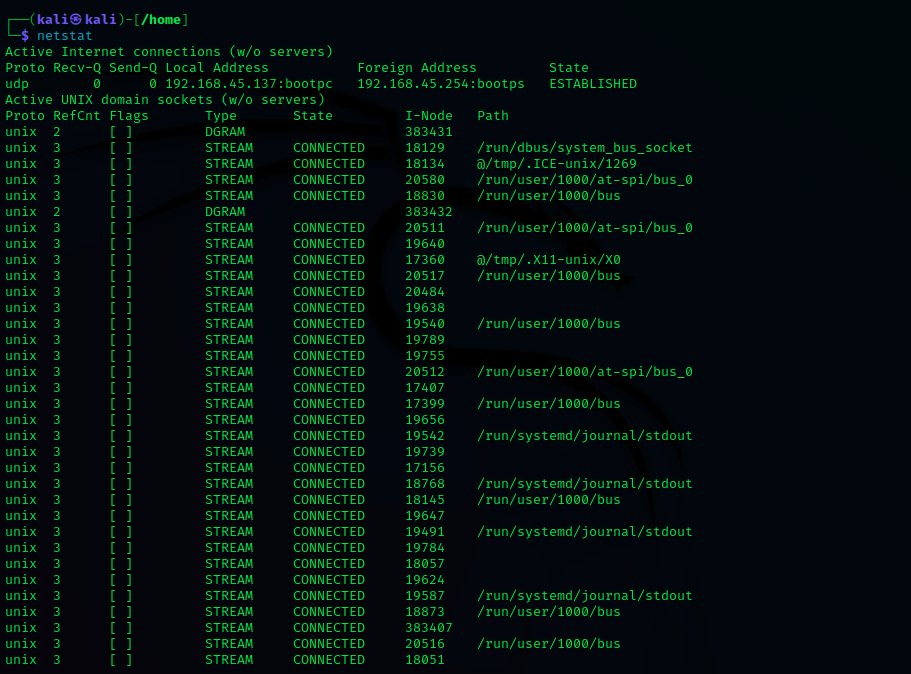 ┌──(kali㉿kali)-[/home]
└─$ netstat
Active Internet connections (w/o servers)
Proto Recv-Q Send-Q Local Address           Foreign Address         State
udp        0      0 192.168.45.137:bootpc   192.168.45.254:bootps   ESTABLISHED
Active UNIX domain sockets (w/o servers)
Proto RefCnt Flags       Type       State         I-Node   Path
unix  2      [ ]         DGRAM                    383431
unix  3      [ ]         STREAM     CONNECTED     18129    /run/dbus/system_bus_socket
unix  3      [ ]         STREAM     CONNECTED     18134    @/tmp/.ICE-unix/1269
unix  3      [ ]         STREAM     CONNECTED     20580    /run/user/1000/at-spi/bus_0
unix  3      [ ]         STREAM     CONNECTED     18830    /run/user/1000/bus
unix  2      [ ]         DGRAM                    383432
unix  3      [ ]         STREAM     CONNECTED     20511    /run/user/1000/at-spi/bus_0
unix  3      [ ]         STREAM     CONNECTED     19640
unix  3      [ ]         STREAM     CONNECTED     17360    @/tmp/.X11-unix/X0
unix  3      [ ]         STREAM     CONNECTED     20517    /run/user/1000/bus
unix  3      [ ]         STREAM     CONNECTED     20484
unix  3      [ ]         STREAM     CONNECTED     19638
unix  3      [ ]         STREAM     CONNECTED     19540    /run/user/1000/bus
unix  3      [ ]         STREAM     CONNECTED     19789
unix  3      [ ]         STREAM     CONNECTED     19755
unix  3      [ ]         STREAM     CONNECTED     20512    /run/user/1000/at-spi/bus_0
unix  3      [ ]         STREAM     CONNECTED     17407
unix  3      [ ]         STREAM     CONNECTED     17399    /run/user/1000/bus
unix  3      [ ]         STREAM     CONNECTED     19656
unix  3      [ ]         STREAM     CONNECTED     19542    /run/systemd/journal/stdout
unix  3      [ ]         STREAM     CONNECTED     19739
unix  3      [ ]         STREAM     CONNECTED     17156
unix  3      [ ]         STREAM     CONNECTED     18768    /run/systemd/journal/stdout
unix  3      [ ]         STREAM     CONNECTED     18145    /run/user/1000/bus
unix  3      [ ]         STREAM     CONNECTED     19647
unix  3      [ ]         STREAM     CONNECTED     19491    /run/systemd/journal/stdout
unix  3      [ ]         STREAM     CONNECTED     19784
unix  3      [ ]         STREAM     CONNECTED     18057
unix  3      [ ]         STREAM     CONNECTED     19624
unix  3      [ ]         STREAM     CONNECTED     19587    /run/systemd/journal/stdout
unix  3      [ ]         STREAM     CONNECTED     18873    /run/user/1000/bus
unix  3      [ ]         STREAM     CONNECTED     383407
unix  3      [ ]         STREAM     CONNECTED     20516    /run/user/1000/bus
unix  3      [ ]         STREAM     CONNECTED     18051